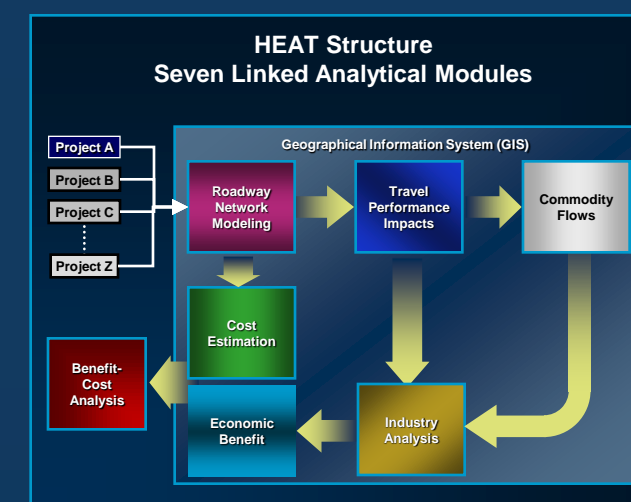 HEAT Structure
Seven Linked Analytical Modules
Geographical Information System (GIS)
Project A
Project B
Project C
Project Z
Roadway
Network
Modeling
Travel
Performance
Impacts
Commodity
Flows
Cost
Estimation
Benefit-
Cost
Analysis
Economic
Benefit
Industry
Analysis